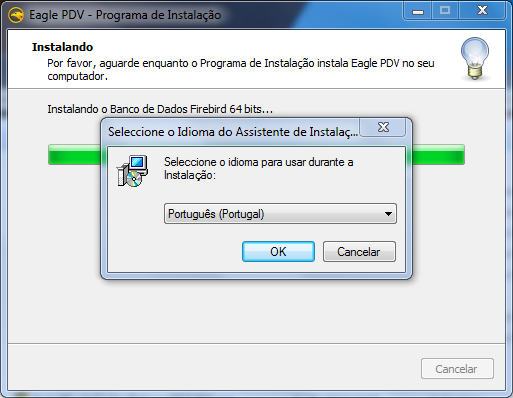 Eagle PDV - Programa de Instalação
Instalando
Por favor, aguarde enquanto o Programa de Instalação instala Eagle PDV no seu
computador.
Instalando o Banco de Dados Firebird 64 bits...
Seleccione o Idioma do Assistente de Instalaç...
Seleccione o idioma para usar durante a
Instalação:
Português (Portugal)
OK
Cancelar
Cancelar